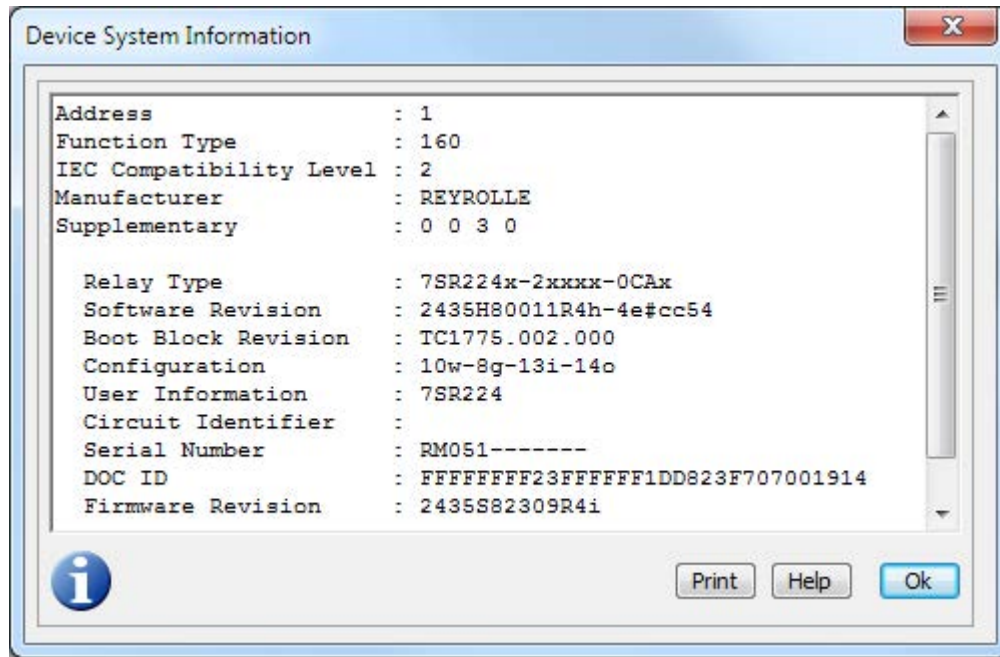 Device System Information
Address : 1
Function Type : 160
IEC Compatibility Level : 2
Manufacturer : REYROLLE
Supplementary : 0 0 3 0
Relay Type : 7SR224x-2xxxx-0CAx
Software Revision : 2435H80011R4h-4e#cc54
Boot Block Revision : TC1775.002.000
Configuration : 10w-8g-13i-14o
User Information : 7SR224
Circuit Identifier :
Serial Number : RM051-------
DOC ID : FFFFFFFF23FFFFFF1DD823F707001914
Firmware Revision : 2435S82309R4i
Print Help Ok